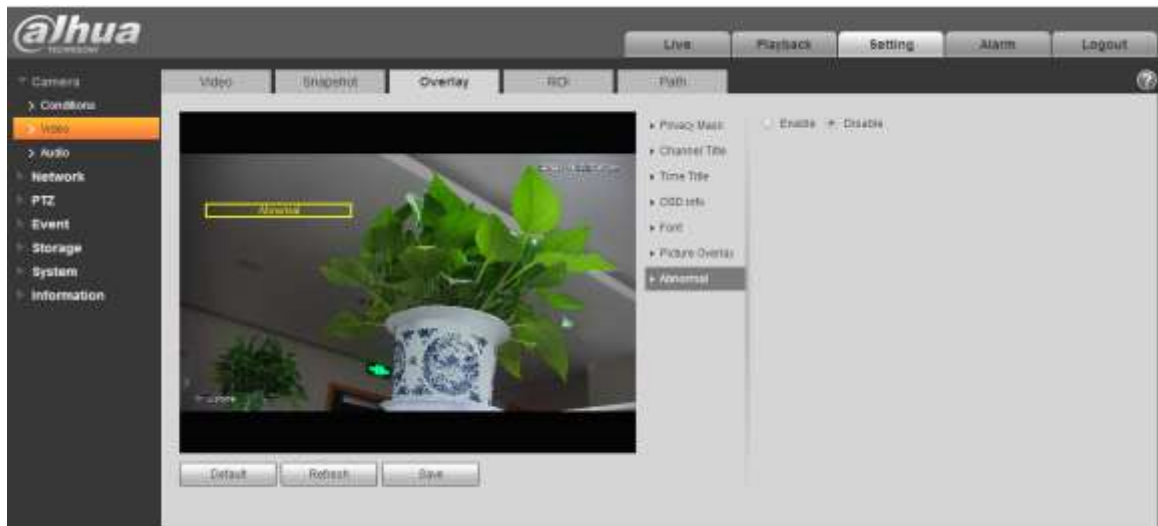 alhua
TECHNOLOGY
Live
Playback
Setting
Alarm
Logout
Camera
Conditions
Video
Audio
Network
PTZ
Event
Storage
System
Information
Video
Snapshot
Overlay
ROI
Path
?
Abnormal
Privacy Mask
Channel Title
Time Title
OSD Info
Font
Picture Overlay
Abnormal
Enable
Disable
Default
Refresh
Save